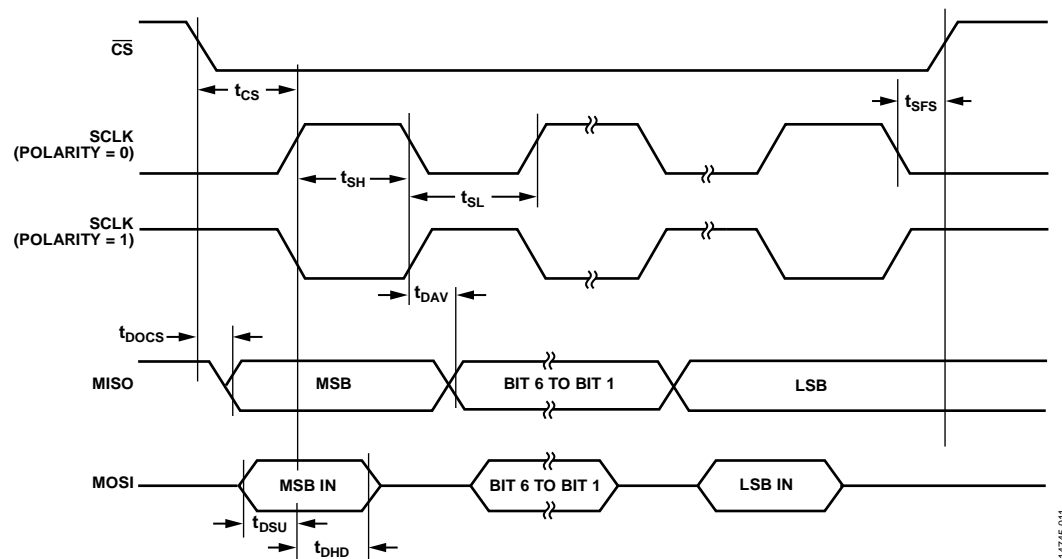 CS
tCS
tSFS
SCLK
(POLARITY = 0)
tSH
tSL
SCLK
(POLARITY = 1)
tDAV
tDOCS
MISO
MSB
BIT 6 TO BIT 1
LSB
MOSI
MSB IN
BIT 6 TO BIT 1
LSB IN
tDSU
tDHD